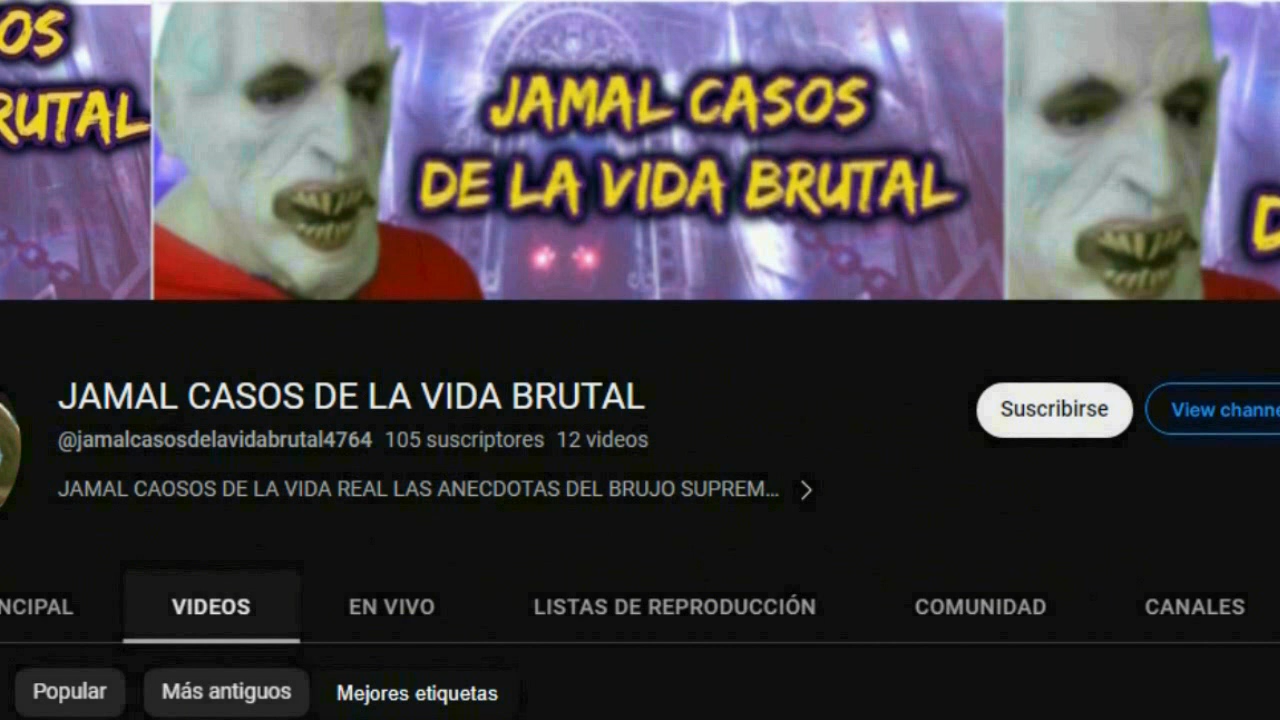 OS
RUTAL
JAMAL CASOS
DE LA VIDA BRUTAL
D
JAMAL CASOS DE LA VIDA BRUTAL
@jamalcasosdelavidabrutal4764 105 suscriptores 12 videos
JAMAL CAOSOS DE LA VIDA REAL LAS ANECDOTAS DEL BRUJO SUPREM...
Suscribirse
View channe
NCIPAL VIDEOS EN VIVO LISTAS DE REPRODUCCIÓN COMUNIDAD CANALES
Popular Más antiguos Mejores etiquetas